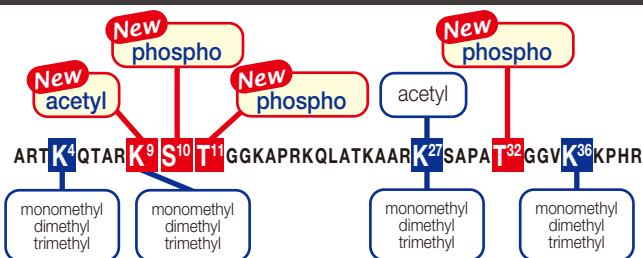 New
phospho
New
phospho
New
acetyl
New
phospho
acetyl
ARTK4QTARK9S10T11GGKAPRKQLATKAARK27SAPAT32GGVK36KPHR
monomethyl
dimethyl
trimethyl
monomethyl
dimethyl
trimethyl
monomethyl
dimethyl
trimethyl
monomethyl
dimethyl
trimethyl